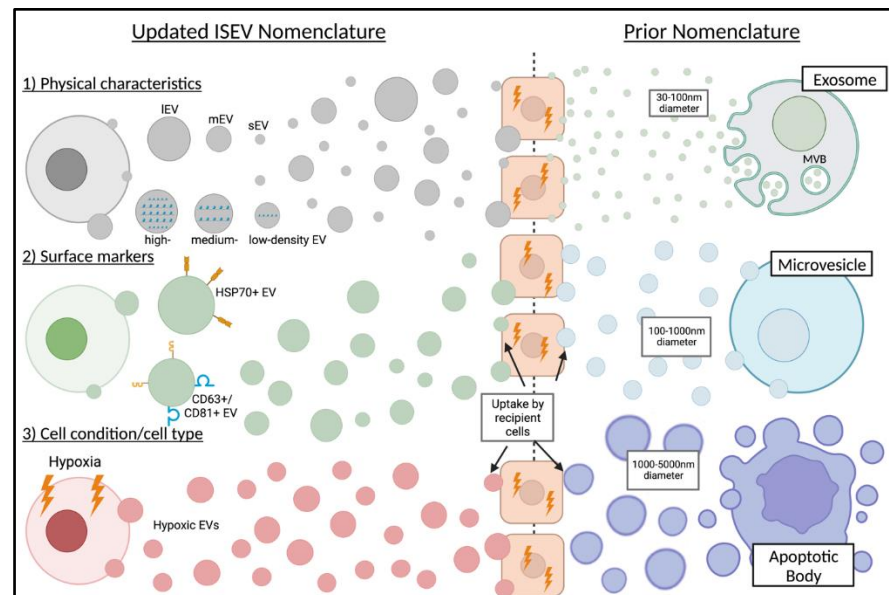 Updated ISEV Nomenclature
Prior Nomenclature
1) Physical characteristics
lEV
mEV
sEV
high-
medium-
low-density EV
30-100nm
diameter
Exosome
MVB
2) Surface markers
HSP70+ EV
CD63+/
CD81+ EV
Microvesicle
100-1000nm
diameter
Uptake by
recipient
cells
3) Cell condition/cell type
Hypoxia
Hypoxic EVs
1000-5000nm
diameter
Apoptotic
Body